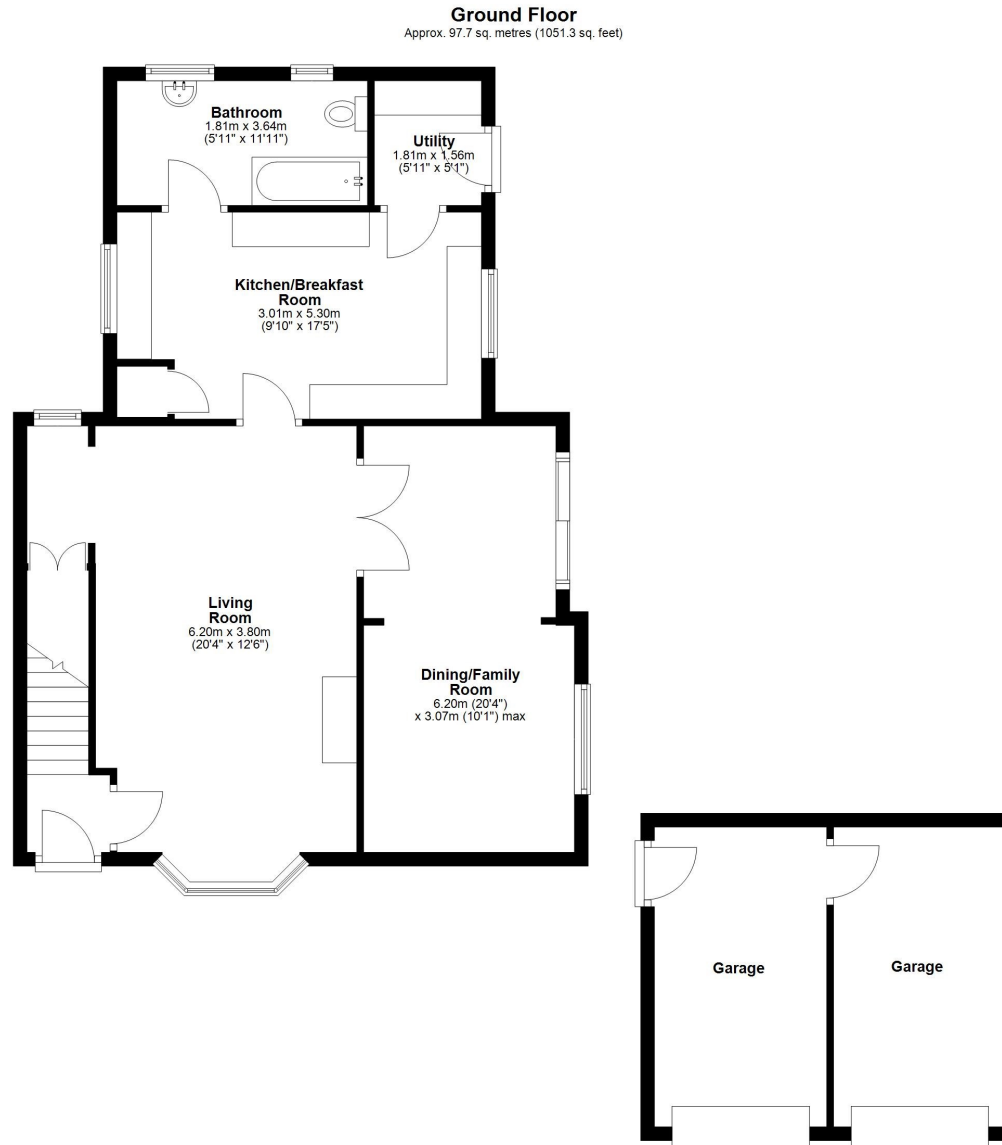 Ground Floor
Approx. 97.7 sq. metres (1051.3 sq. feet)
Bathroom
1.81m x 3.64m
(5'11" x 11'11")
Utility
1.81m x 1.56m
(5'11" x 5'1")
Kitchen/Breakfast
Room
3.01m x 5.30m
(9'10" x 17'5")
Living
Room
6.20m x 3.80m
(20'4" x 12'6")
Dining/Family
Room
6.20m (20'4")
x 3.07m (10'1") max
Garage
Garage